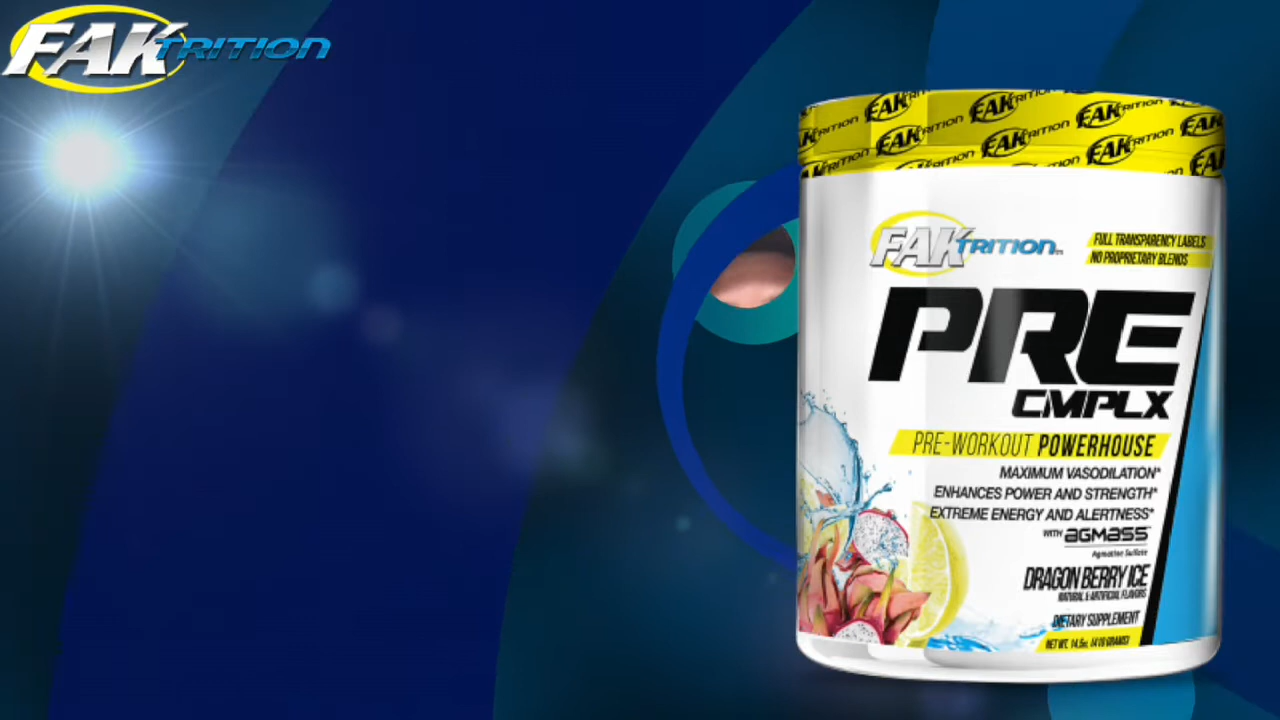 FAKTRITION
FAKTRITION
FULL TRANSPARENCY LABELS
NO PROPRIETARY BLENDS
PRE
CMPLX
PRE-WORKOUT POWERHOUSE
MAXIMUM VASODILATION*
ENHANCES POWER AND STRENGTH*
EXTREME ENERGY AND ALERTNESS*
WITH AGMASS
Agmatine Sulfate
DRAGON BERRY ICE
NATURAL & ARTIFICIAL FLAVORS
DIETARY SUPPLEMENT